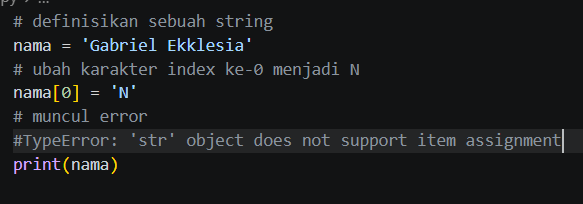 # definisikan sebuah string
nama = 'Gabriel Ekklesia'
# ubah karakter index ke-0 menjadi N
nama[0] = 'N'
# muncul error
#TypeError: 'str' object does not support item assignment
print(nama)